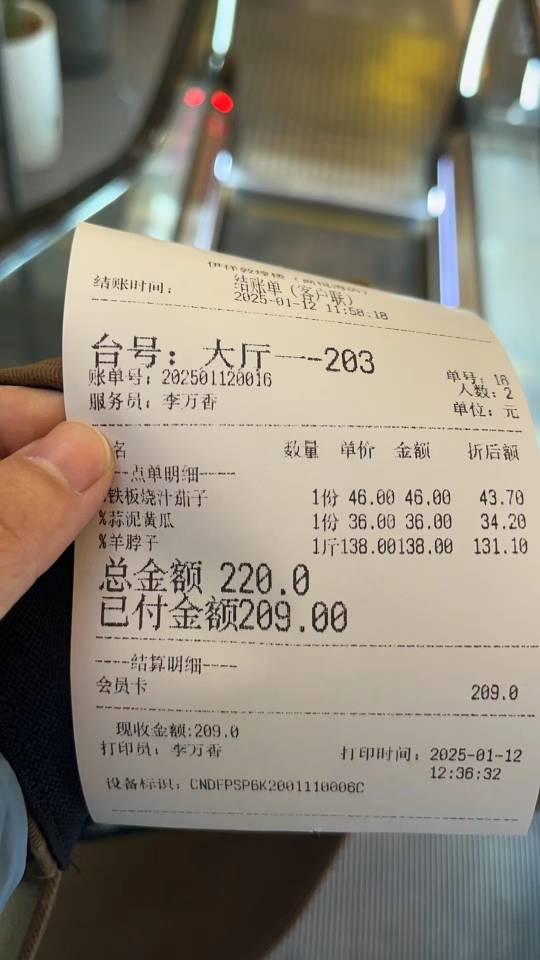 结账单（客户联）
结账时间： 2025-01-12 11:58:18
台号：大厅一-203
账单号：202501120016 单号：16
服务员：李万香 人数：2
单位：元
名 数量 单价 金额 折后额
--点单明细----
铁板烧汁茄子 1份 46.00 46.00 43.70
%蒜泥黄瓜 1份 36.00 36.00 34.20
%羊脖子 1斤138.00138.00 131.10
总金额 220.0
已付金额209.00
----结算明细----
会员卡 209.0
现收金额:209.0
打印员：李万香 打印时间：2025-01-12
12:36:32
设备标识：CNDFPSP6K2001110006C